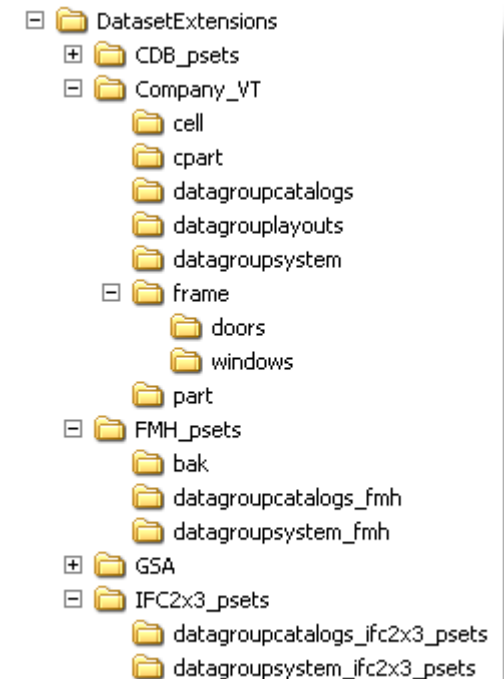 DatasetExtensions
CDB_psets
Company_VT
cell
cpart
datagroupcatalogs
datagrouplayouts
datagroupsystem
frame
doors
windows
part
FMH_psets
bak
datagroupcatalogs_fmh
datagroupsystem_fmh
GSA
IFC2x3_psets
datagroupcatalogs_ifc2x3_psets
datagroupsystem_ifc2x3_psets